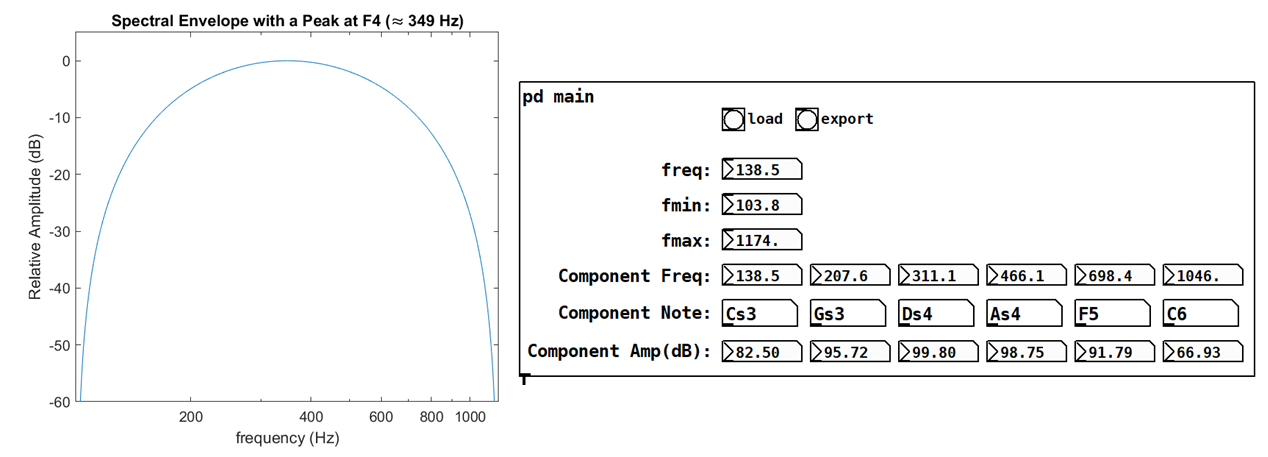 Spectral Envelope with a Peak at F4 (≈ 349 Hz)
0
-10
-20
-30
-40
-50
-60
Relative Amplitude (dB)
200 400 600 800 1000
frequency (Hz)
pd main
load export
freq: 138.5
fmin: 103.8
fmax: 1174.
Component Freq: 138.5 207.6 311.1 466.1 698.4 1046.
Component Note: Cs3 Gs3 Ds4 As4 F5 C6
Component Amp(dB): 82.50 95.72 99.80 98.75 91.79 66.93